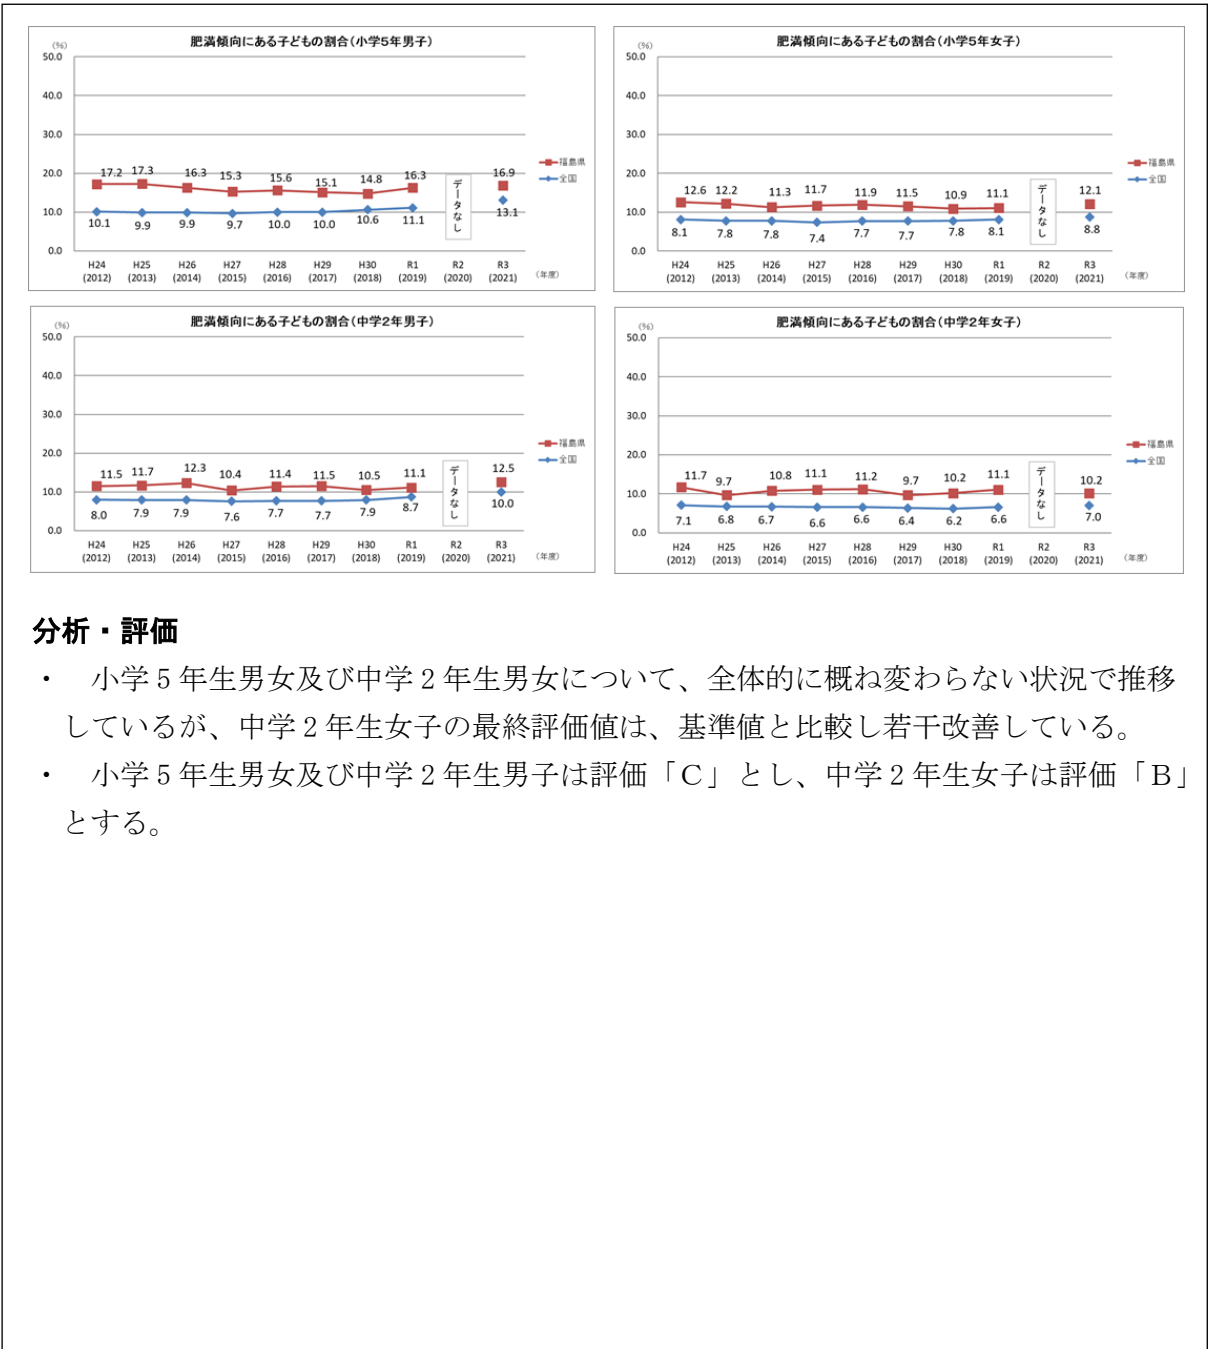 肥満傾向にある子どもの割合(小学5年男子)
(%)
50.0
40.0
30.0
20.0
10.0
0.0
17.2 17.3 16.3 15.3 15.6 15.1 14.8 16.3 16.9
10.1 9.9 9.9 9.7 10.0 10.0 10.6 11.1 13.1
データなし
福島県
全国
H24 H25 H26 H27 H28 H29 H30 R1 R2 R3
(2012) (2013) (2014) (2015) (2016) (2017) (2018) (2019) (2020) (2021) (年度)
肥満傾向にある子どもの割合(小学5年女子)
(%)
50.0
40.0
30.0
20.0
10.0
0.0
12.6 12.2 11.3 11.7 11.9 11.5 10.9 11.1 12.1
8.1 7.8 7.8 7.4 7.7 7.7 7.8 8.1 8.8
データなし
福島県
全国
H24 H25 H26 H27 H28 H29 H30 R1 R2 R3
(2012) (2013) (2014) (2015) (2016) (2017) (2018) (2019) (2020) (2021) (年度)
肥満傾向にある子どもの割合(中学2年男子)
(%)
50.0
40.0
30.0
20.0
10.0
0.0
11.5 11.7 12.3 10.4 11.4 11.5 10.5 11.1 12.5
8.0 7.9 7.9 7.6 7.7 7.7 7.9 8.7 10.0
データなし
福島県
全国
H24 H25 H26 H27 H28 H29 H30 R1 R2 R3
(2012) (2013) (2014) (2015) (2016) (2017) (2018) (2019) (2020) (2021) (年度)
肥満傾向にある子どもの割合(中学2年女子)
(%)
50.0
40.0
30.0
20.0
10.0
0.0
11.7 9.7 10.8 11.1 11.2 9.7 10.2 11.1 10.2
7.1 6.8 6.7 6.6 6.6 6.4 6.2 6.6 7.0
データなし
福島県
全国
H24 H25 H26 H27 H28 H29 H30 R1 R2 R3
(2012) (2013) (2014) (2015) (2016) (2017) (2018) (2019) (2020) (2021) (年度)
分析・評価
・ 小学5年生男女及び中学2年生男女について、全体的に概ね変わらない状況で推移
しているが、中学2年生女子の最終評価値は、基準値と比較し若干改善している。
・ 小学5年生男女及び中学2年生男子は評価「C」とし、中学2年生女子は評価「B」
とする。